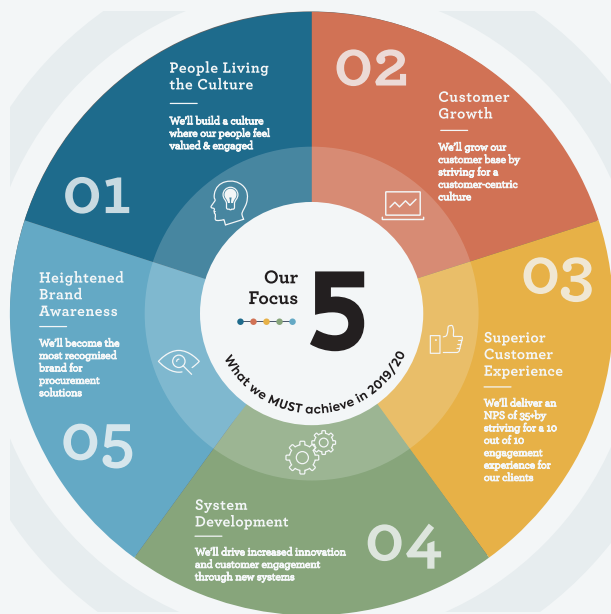 Our
Focus
5
What we MUST achieve in 2019/20
01
People Living
the Culture
We'll build a culture
where our people feel
valued & engaged
02
Customer
Growth
We'll grow our
customer base by
striving for a
customer-centric
culture
03
Superior
Customer
Experience
We'll deliver an
NPS of 35+by
striving for a 10
out of 10
engagement
experience for
our clients
04
System
Development
We'll drive increased innovation
and customer engagement
through new systems
05
Heightened
Brand
Awareness
We'll become the
most recognised
brand for
procurement
solutions